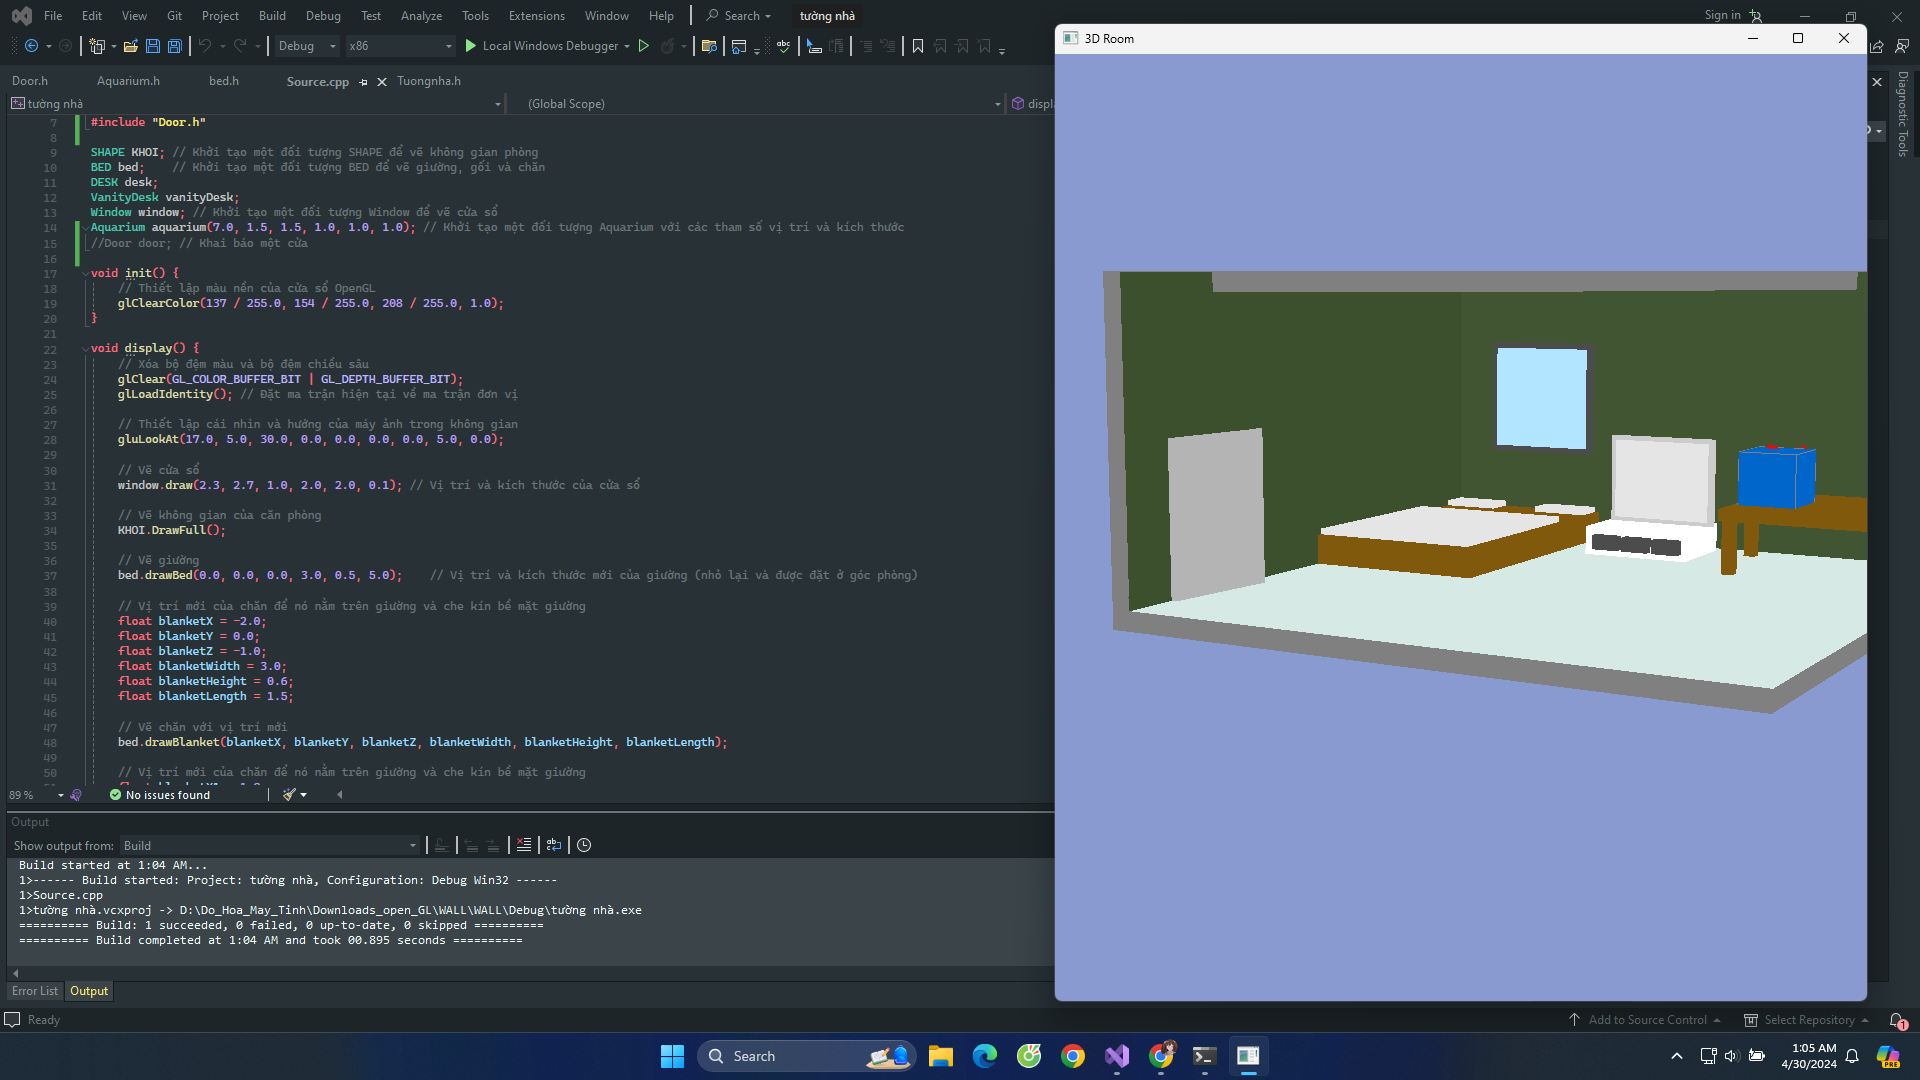 File Edit View Git Project Build Debug Test Analyze Tools Extensions Window Help Search tường nhà Sign in
Debug x86 Local Windows Debugger
Door.h Aquarium.h bed.h Source.cpp Tuongnha.h
tường nhà (Global Scope) displa
7 #include "Door.h"
8
9 SHAPE KHOI; // Khởi tạo một đối tượng SHAPE để vẽ không gian phòng
10 BED bed; // Khởi tạo một đối tượng BED để vẽ giường, gối và chăn
11 DESK desk;
12 VanityDesk vanityDesk;
13 Window window; // Khởi tạo một đối tượng Window để vẽ cửa sổ
14 Aquarium aquarium(7.0, 1.5, 1.5, 1.0, 1.0, 1.0); // Khởi tạo một đối tượng Aquarium với các tham số vị trí và kích thước
15 //Door door; // Khai báo một cửa
16
17 void init() {
18 // Thiết lập màu nền của cửa sổ OpenGL
19 glClearColor(137 / 255.0, 154 / 255.0, 208 / 255.0, 1.0);
20 }
21
22 void display() {
23 // Xóa bộ đệm màu và bộ đệm chiều sâu
24 glClear(GL_COLOR_BUFFER_BIT | GL_DEPTH_BUFFER_BIT);
25 glLoadIdentity(); // Đặt ma trận hiện tại về ma trận đơn vị
26
27 // Thiết lập cái nhìn và hướng của máy ảnh trong không gian
28 gluLookAt(17.0, 5.0, 30.0, 0.0, 0.0, 0.0, 0.0, 5.0, 0.0);
29
30 // Vẽ cửa sổ
31 window.draw(2.3, 2.7, 1.0, 2.0, 2.0, 0.1); // Vị trí và kích thước của cửa sổ
32
33 // Vẽ không gian của căn phòng
34 KHOI.DrawFull();
35
36 // Vẽ giường
37 bed.drawBed(0.0, 0.0, 0.0, 3.0, 0.5, 5.0); // Vị trí và kích thước mới của giường (nhỏ lại và được đặt ở góc phòng)
38
39 // Vị trí mới của chăn để nó nằm trên giường và che kín bề mặt giường
40 float blanketX = -2.0;
41 float blanketY = 0.0;
42 float blanketZ = -1.0;
43 float blanketWidth = 3.0;
44 float blanketHeight = 0.6;
45 float blanketLength = 1.5;
46
47 // Vẽ chăn với vị trí mới
48 bed.drawBlanket(blanketX, blanketY, blanketZ, blanketWidth, blanketHeight, blanketLength);
49
50 // Vị trí mới của chăn để nó nằm trên giường và che kín bề mặt giường
89 % No issues found
Output
Show output from: Build
Build started at 1:04 AM...
1>------ Build started: Project: tường nhà, Configuration: Debug Win32 ------
1>Source.cpp
1>tường nhà.vcxproj -> D:\Do_Hoa_May_Tinh\Downloads_open_GL\WALL\WALL\Debug\tường nhà.exe
========== Build: 1 succeeded, 0 failed, 0 up-to-date, 0 skipped ==========
========== Build completed at 1:04 AM and took 00.895 seconds ==========
Error List Output
Ready Add to Source Control Select Repository 1
3D Room
Diagnostic Tools
Search
1:05 AM
4/30/2024
PRE